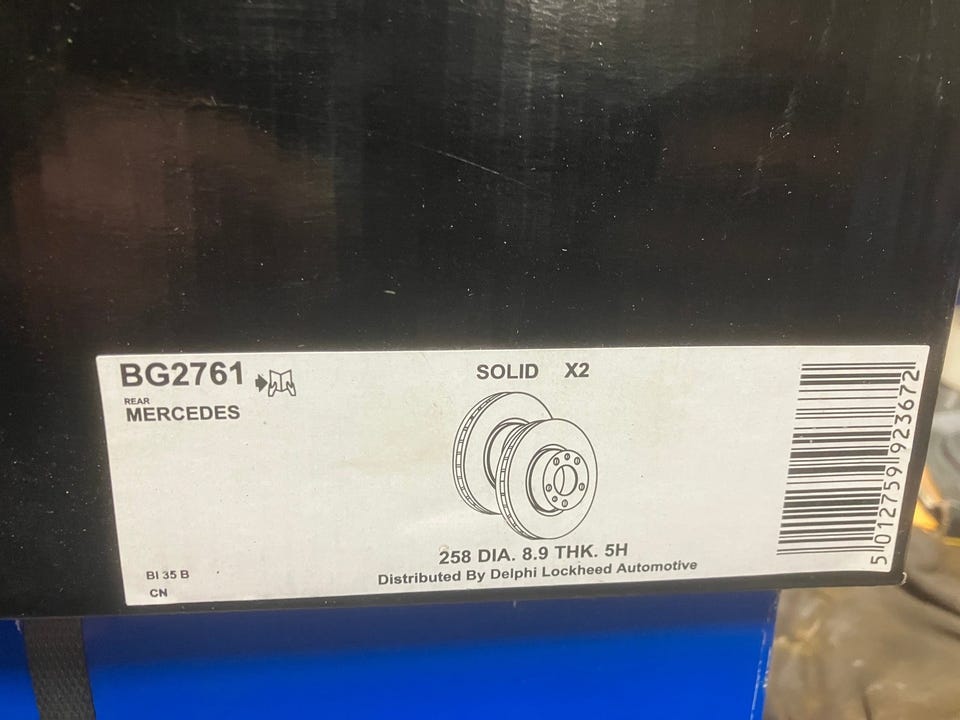 BG2761
REAR
MERCEDES
SOLID X2
258 DIA. 8.9 THK. 5H
Distributed By Delphi Lockheed Automotive
BI 35 B
CN
5 012759 923672